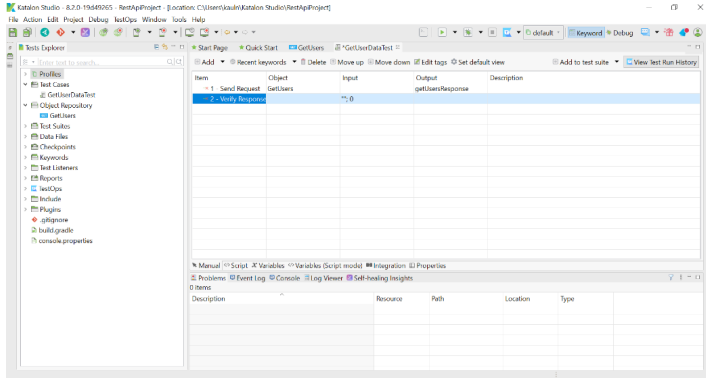 Katalon Studio - 8.2.0-19d49265 - RestApiProject - [Location: C:\Users\kauln\Katalon Studio\RestApiProject]
File Action Edit Project Debug TestOps Window Tools Help
default Keyword Debug
Tests Explorer
Start Page Quick Start GetUsers *GetUserDataTest
Enter text to search...
Add Recent keywords Delete Move up Move down Edit tags Set default view Add to test suite View Test Run History
Profiles
Test Cases
GetUserDataTest
Object Repository
GetUsers
Test Suites
Data Files
Checkpoints
Keywords
Test Listeners
Reports
TestOps
Include
Plugins
.gitignore
build.gradle
console.properties
Item Object Input Output Description
1 Send Request GetUsers getUsersResponse
2 - Verify Response ""; 0
Manual Script Variables Variables (Script mode) Integration Properties
Problems Event Log Console Log Viewer Self-healing Insights
0 items
Description Resource Path Location Type